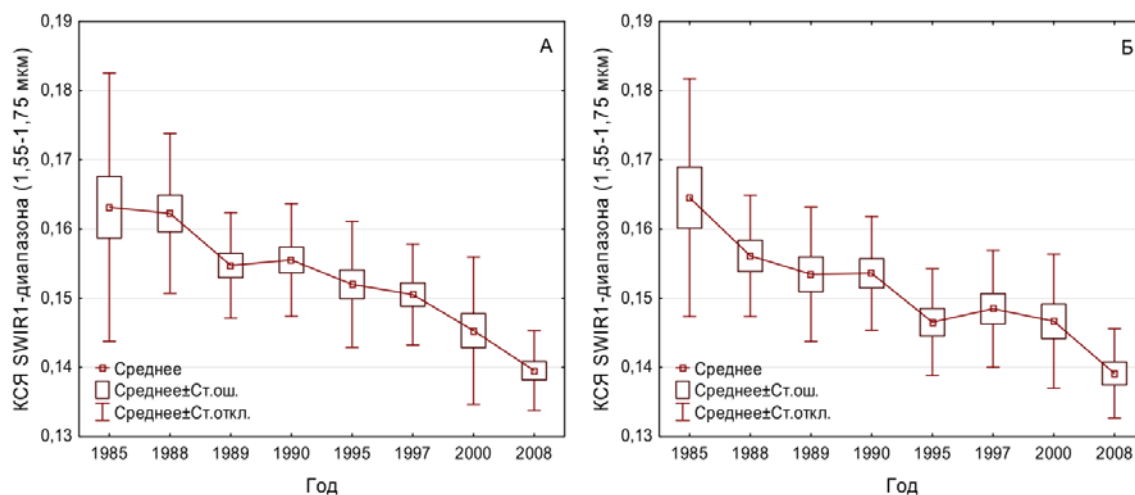 КСЯ SWIR1-диапазона (1,55-1,75 мкм)
0,19
0,18
0,17
0,16
0,15
0,14
0,13
А
Среднее
Среднее±Ст.ош.
Среднее±Ст.откл.
1985 1988 1989 1990 1995 1997 2000 2008
Год
КСЯ SWIR1-диапазона (1,55-1,75 мкм)
0,19
0,18
0,17
0,16
0,15
0,14
0,13
Б
Среднее
Среднее±Ст.ош.
Среднее±Ст.откл.
1985 1988 1989 1990 1995 1997 2000 2008
Год